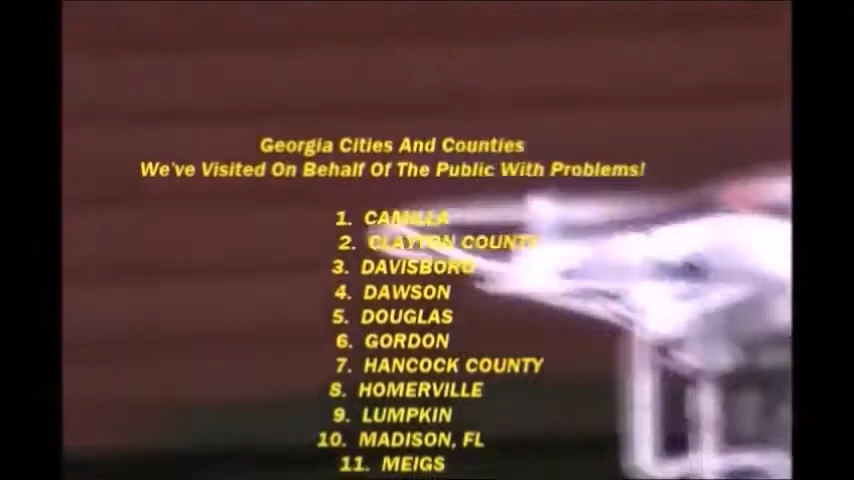 Georgia Cities And Counties
We've Visited On Behalf Of The Public With Problems!
1. CAMILLA
2. CLAYTON COUNTY
3. DAVISBORO
4. DAWSON
5. DOUGLAS
6. GORDON
7. HANCOCK COUNTY
8. HOMERVILLE
9. LUMPKIN
10. MADISON, FL
11. MEIGS